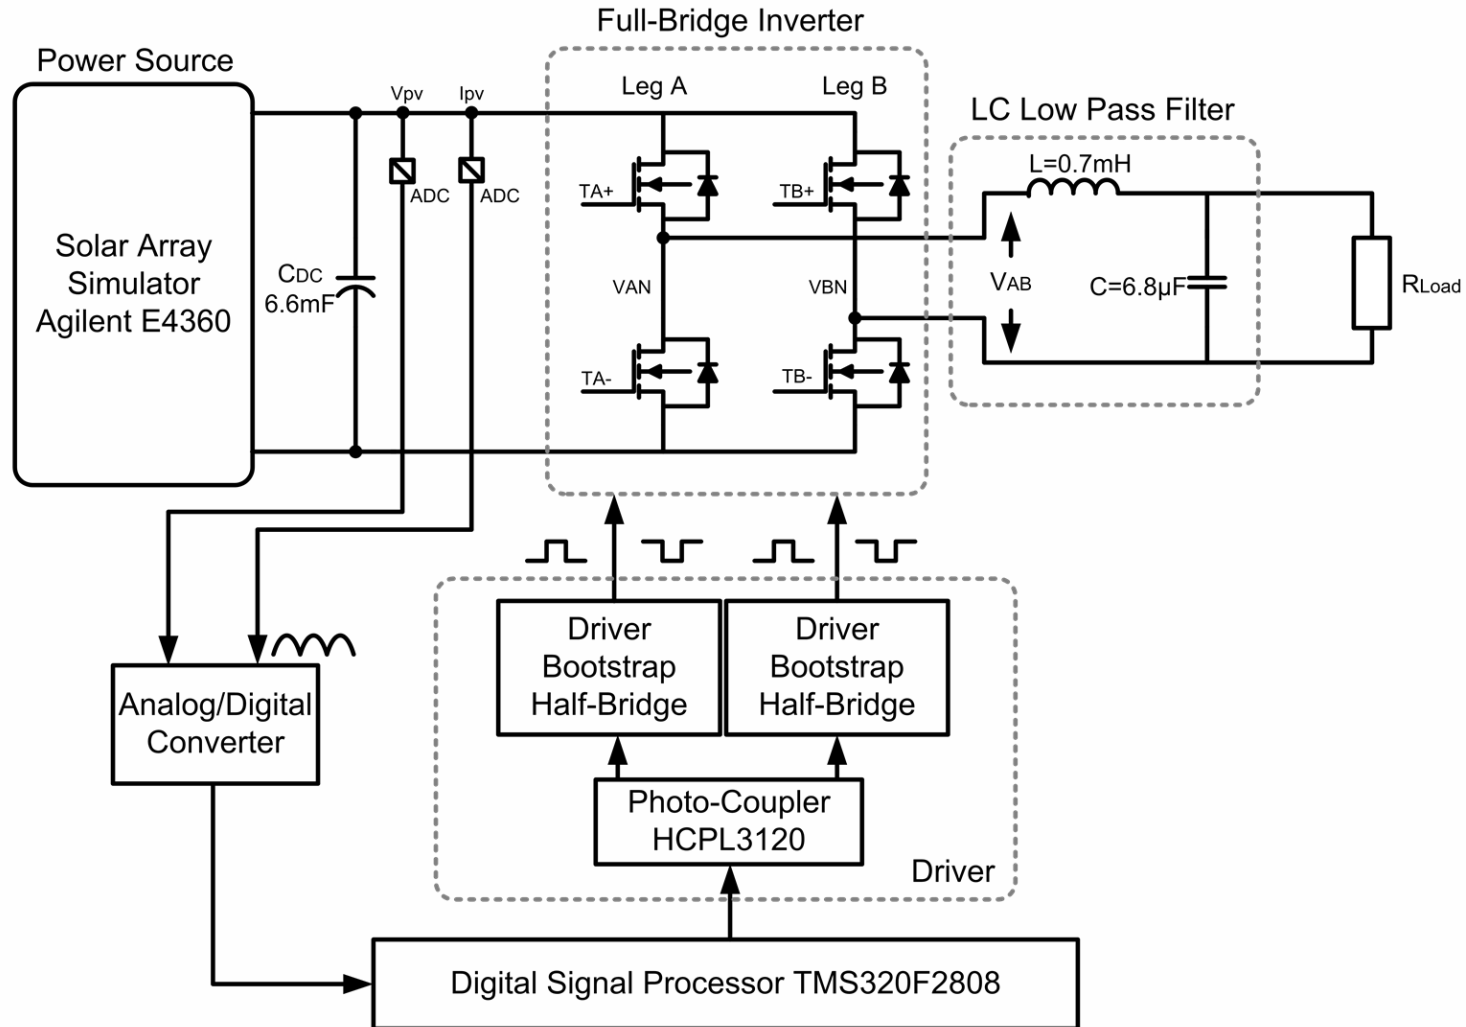 Full-Bridge Inverter
Power Source
Vpv
Ipv
Leg A
Leg B
LC Low Pass Filter
L=0.7mH
ADC
ADC
TA+
TB+
Solar Array
Simulator
Agilent E4360
CDC
6.6mF
VAN
VBN
VAB
C=6.8μF
RLoad
TA-
TB-
Driver
Bootstrap
Half-Bridge
Driver
Bootstrap
Half-Bridge
Analog/Digital
Converter
Photo-Coupler
HCPL3120
Driver
Digital Signal Processor TMS320F2808